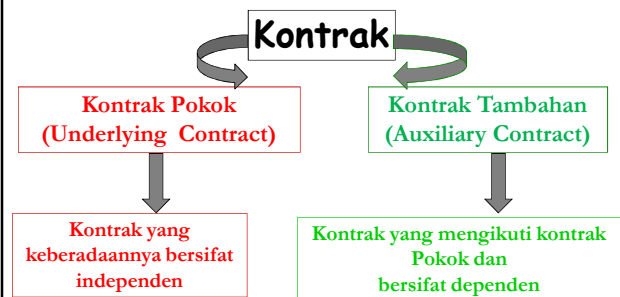 Kontrak
Kontrak Pokok
(Underlying Contract)
Kontrak Tambahan
(Auxiliary Contract)
Kontrak yang
keberadaannya bersifat
independen
Kontrak yang mengikuti kontrak
Pokok dan
bersifat dependen